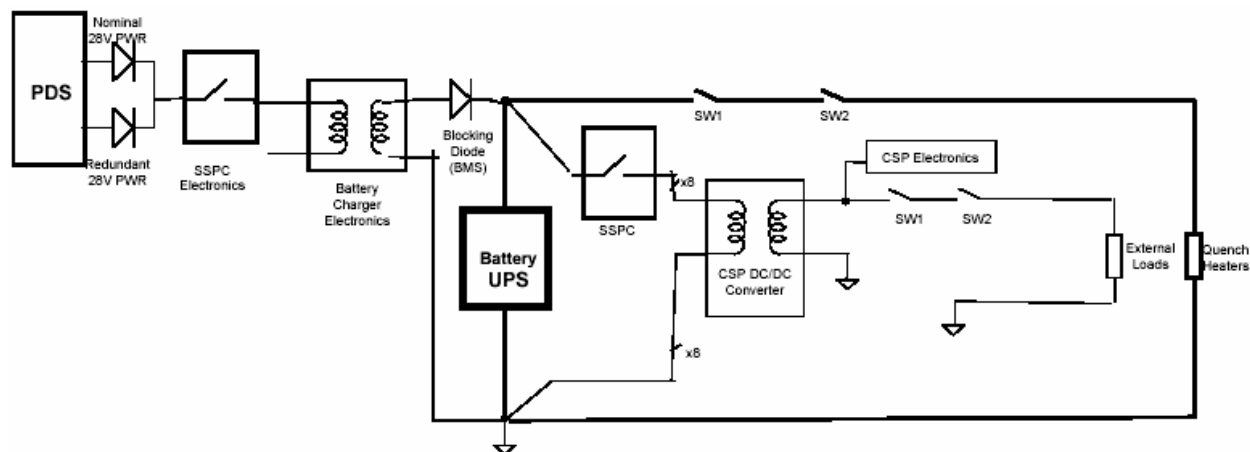 Nominal
28V PWR
PDS
Redundant
28V PWR
SSPC
Electronics
Battery
Charger
Electronics
Blocking
Diode
(BMS)
SW1
SW2
CSP Electronics
x8
SSPC
SW1
SW2
Battery
UPS
CSP DC/DC
Converter
External
Loads
Quench
Heaters
x8